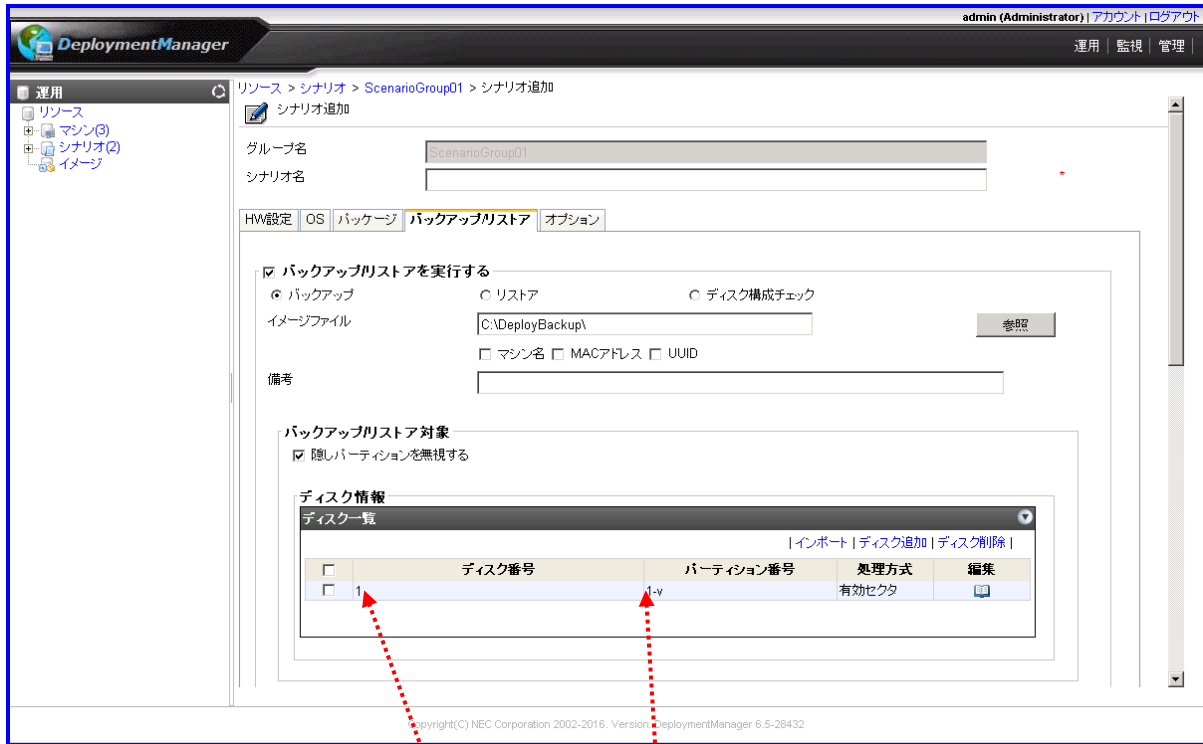 admin (Administrator) | アカウント | ログアウト
DeploymentManager
運用 | 監視 | 管理 |
運用
リソース
マシン(3)
シナリオ(2)
イメージ
リソース > シナリオ > ScenarioGroup01 > シナリオ追加
シナリオ追加
グループ名 ScenarioGroup01
シナリオ名 *
HW設定 OS パッケージ バックアップ/リストア オプション
バックアップ/リストアを実行する
バックアップ リストア ディスク構成チェック
イメージファイル C:\DeployBackup\ 参照
マシン名 MACアドレス UUID
備考
バックアップ/リストア対象
隠しパーティションを無視する
ディスク情報
ディスク一覧
| インポート | ディスク追加 | ディスク削除 |
ディスク番号 パーティション番号 処理方式 編集
1 1-v 有効セクタ
Copyright(C) NEC Corporation 2002-2016. Version: DeploymentManager 6.5-28432